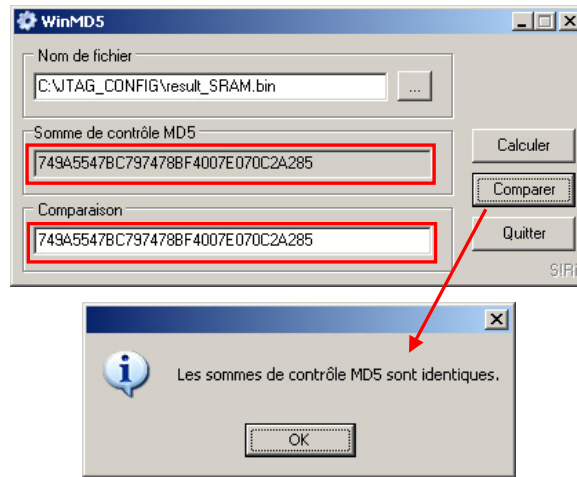 WinMD5
Nom de fichier
C:\JTAG_CONFIG\result_SRAM.bin
...
Somme de contrôle MD5
749A5547BC797478BF4007E070C2A285
Calculer
Comparer
Comparaison
749A5547BC797478BF4007E070C2A285
Quitter
Les sommes de contrôle MD5 sont identiques.
OK